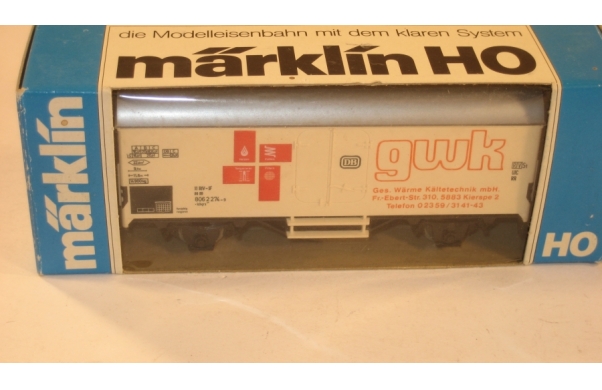 die Modelleisenbahn mit dem klaren System
märklin HO
märklin
DB
gwk
Ges. Wärme Kältetechnik mbH.
Fr.-Ebert-Str. 310, 5883 Kierspe 2
Telefon 02359/3141-43
HO